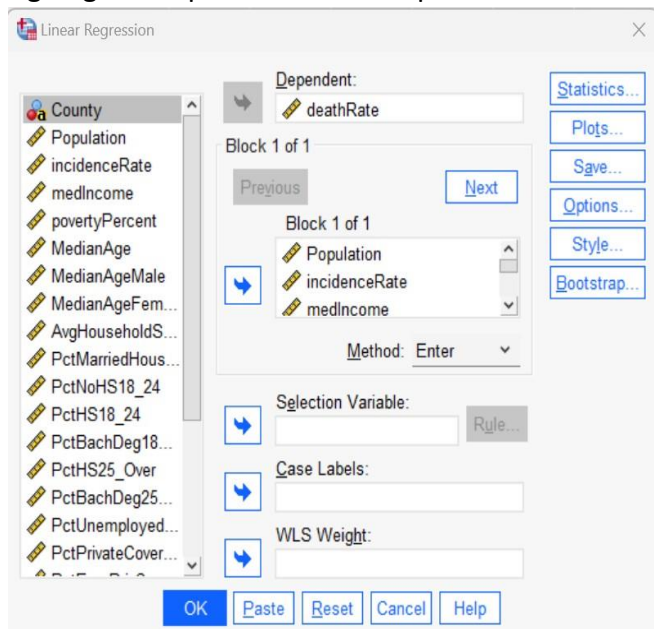 Linear Regression
County
Population
incidenceRate
medIncome
povertyPercent
MedianAge
MedianAgeMale
MedianAgeFem...
AvgHouseholdS...
PctMarriedHous...
PctNoHS18_24
PctHS18_24
PctBachDeg18...
PctHS25_Over
PctBachDeg25...
PctUnemployed...
PctPrivateCover...
Dependent:
deathRate
Block 1 of 1
Previous
Next
Block 1 of 1
Population
incidenceRate
medIncome
Method: Enter
Selection Variable:
Rule...
Case Labels:
WLS Weight:
Statistics...
Plots...
Save...
Options...
Style...
Bootstrap...
OK
Paste
Reset
Cancel
Help